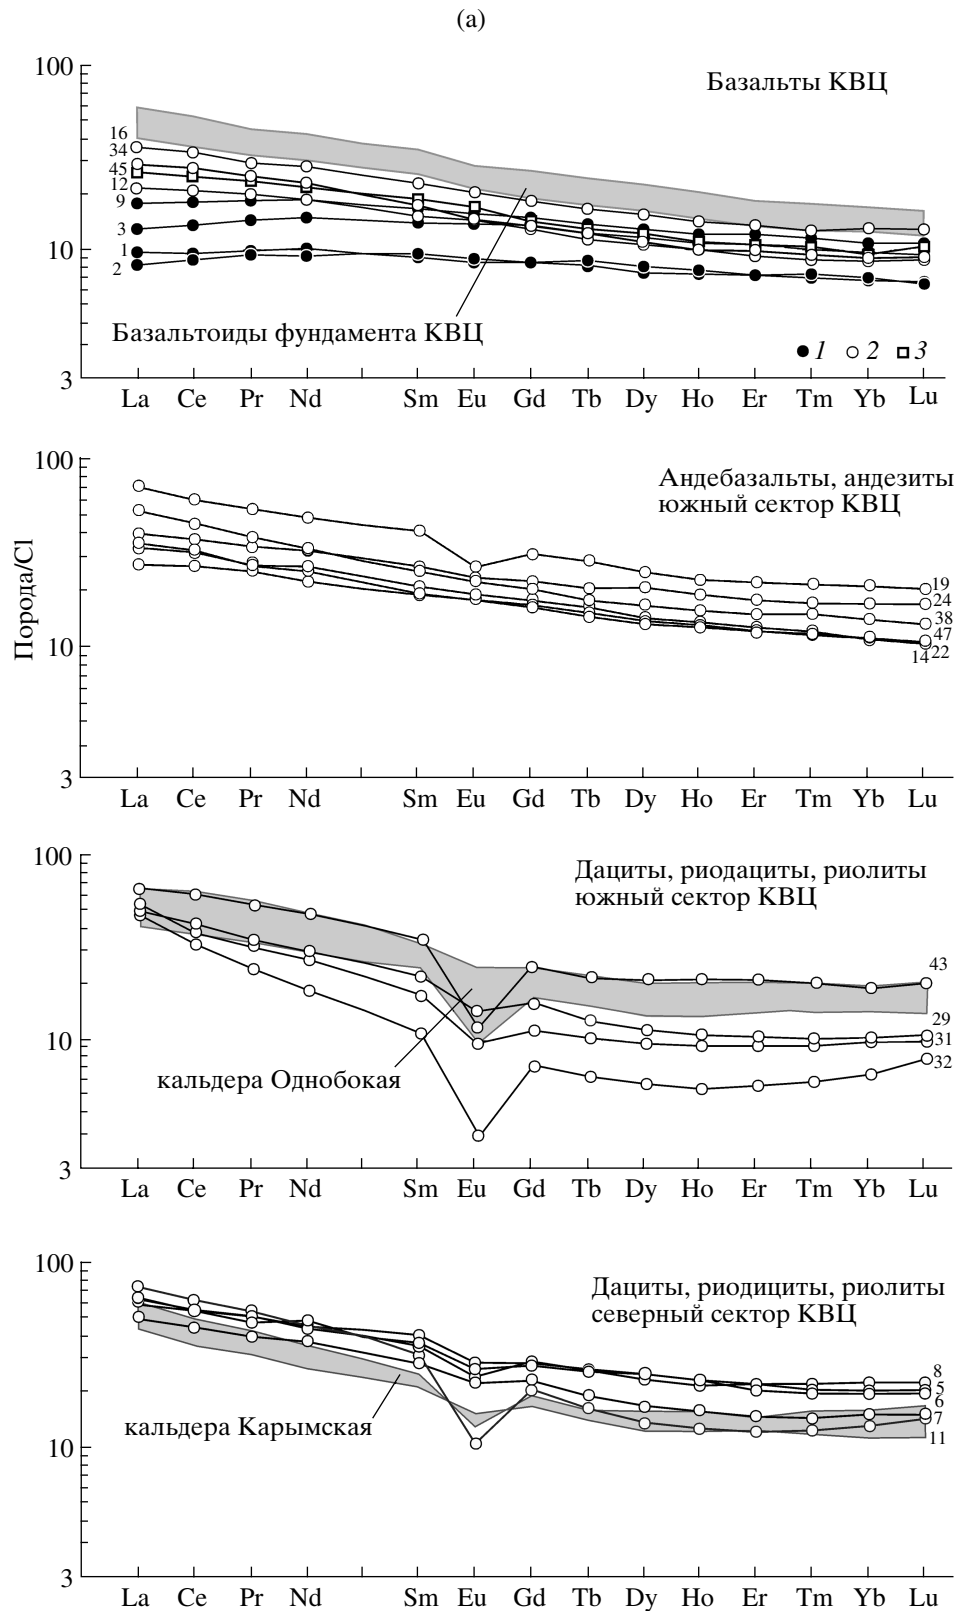 (a)
100
Базальты КВЦ
16
34
45
12
9
3
10
1
2
Базальтоиды фундамента КВЦ
1 2 3
3
La Ce Pr Nd Sm Eu Gd Tb Dy Ho Er Tm Yb Lu
100
Андебазальты, андезиты
южный сектор КВЦ
Порода/Cl
19
24
38
47
10
14 22
3
La Ce Pr Nd Sm Eu Gd Tb Dy Ho Er Tm Yb Lu
100
Дациты, риодациты, риолиты
южный сектор КВЦ
43
29
10
31
32
кальдера Однобокая
3
La Ce Pr Nd Sm Eu Gd Tb Dy Ho Er Tm Yb Lu
100
Дациты, риодициты, риолиты
северный сектор КВЦ
8
5
6
кальдера Карымская
7
11
10
3
La Ce Pr Nd Sm Eu Gd Tb Dy Ho Er Tm Yb Lu